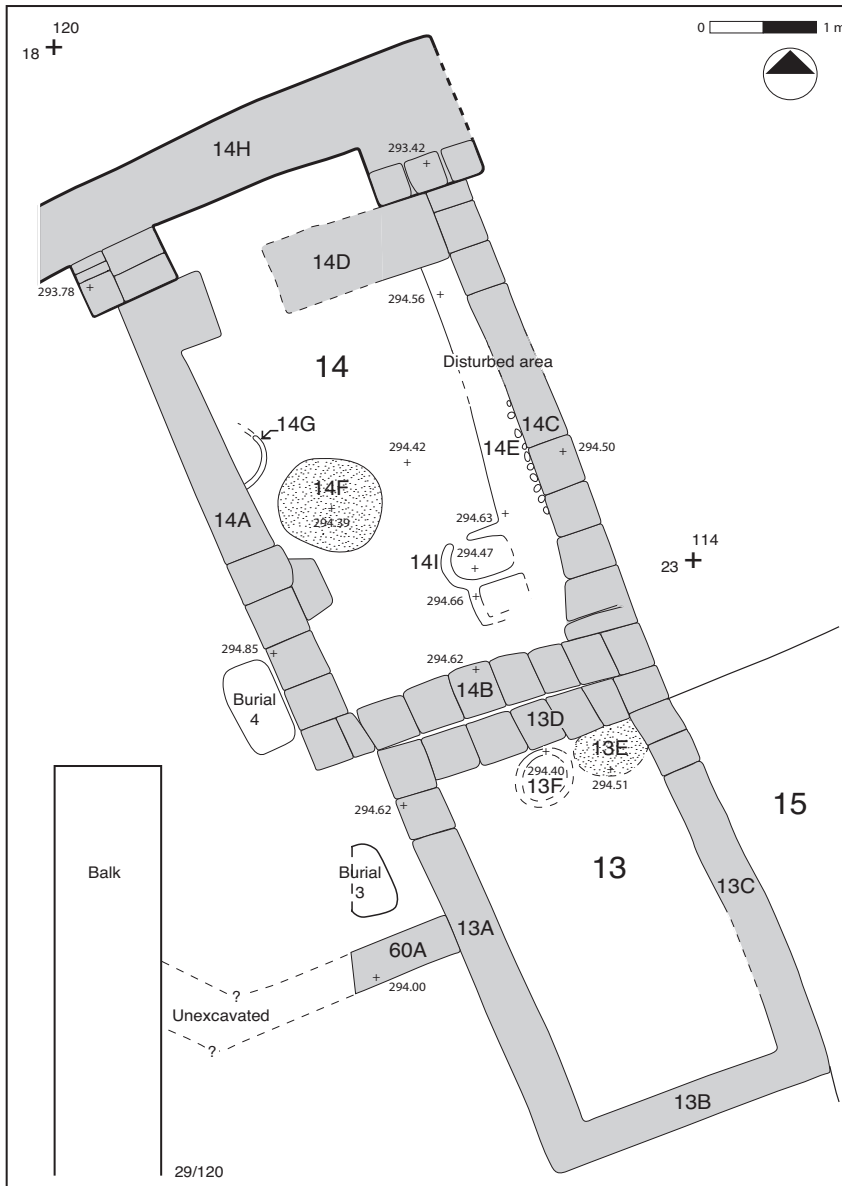 120
18
0 1 m
14H
293.42
14D
293.78
294.56
14
Disturbed area
14G
14C
14E
294.50
294.42
14F
294.39
14A
294.63
294.47
14I
114
23
294.66
294.85
294.62
Burial
4
14B
13D
13E
294.40
13F
294.51
294.62
15
Balk
Burial
3
13
13C
13A
60A
294.00
?
Unexcavated
?
13B
29/120